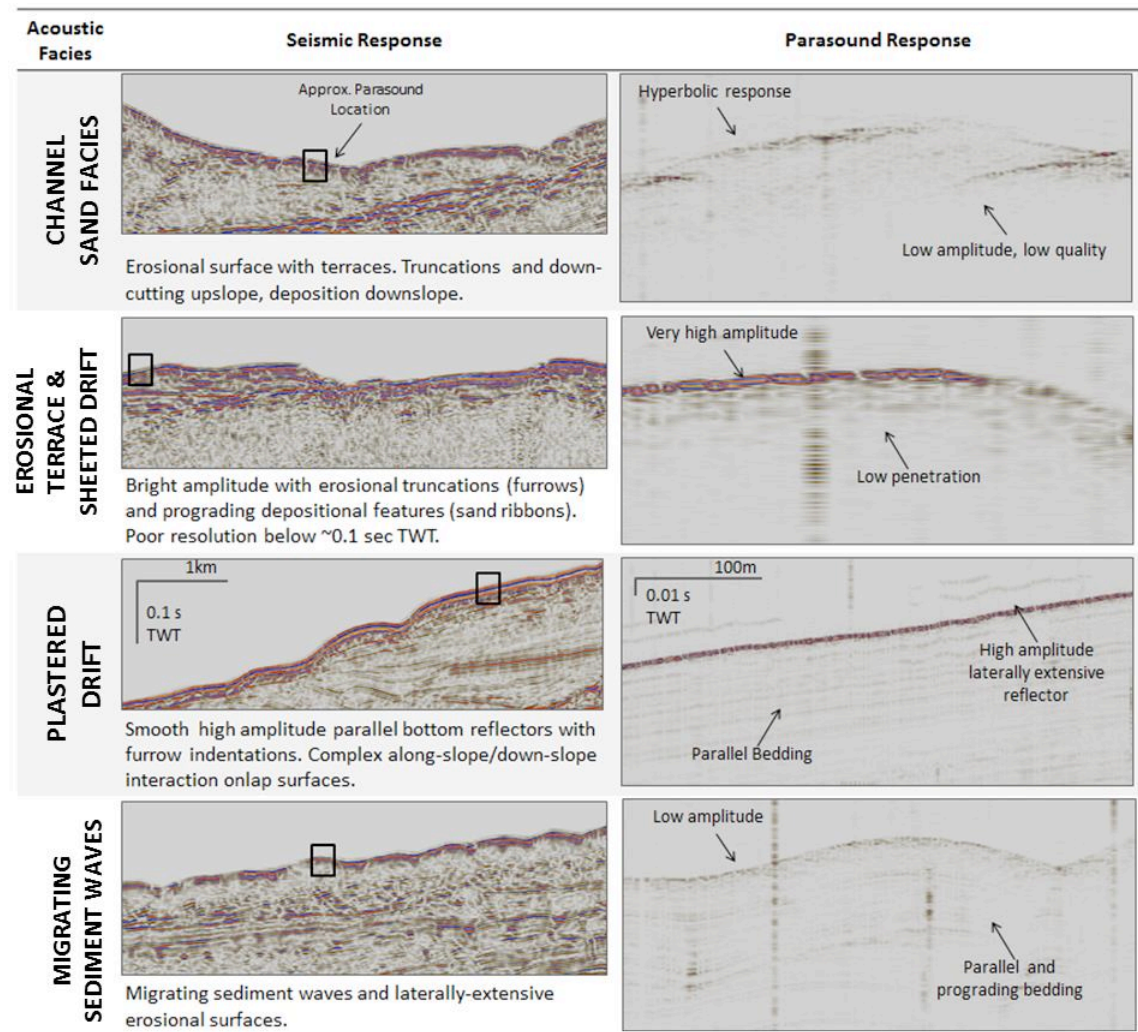 Acoustic
Facies
Seismic Response
Parasound Response
CHANNEL
SAND FACIES
Approx. Parasound
Location
Erosional surface with terraces. Truncations and down-
cutting upslope, deposition downslope.
Hyperbolic response
Low amplitude, low quality
EROSIONAL
TERRACE &
SHEETED DRIFT
Bright amplitude with erosional truncations (furrows)
and prograding depositional features (sand ribbons).
Poor resolution below ~0.1 sec TWT.
Very high amplitude
Low penetration
PLASTERED
DRIFT
1km
0.1 s
TWT
Smooth high amplitude parallel bottom reflectors with
furrow indentations. Complex along-slope/down-slope
interaction onlap surfaces.
100m
0.01 s
TWT
High amplitude
laterally extensive
reflector
Parallel Bedding
MIGRATING
SEDIMENT WAVES
Migrating sediment waves and laterally-extensive
erosional surfaces.
Low amplitude
Parallel and
prograding bedding